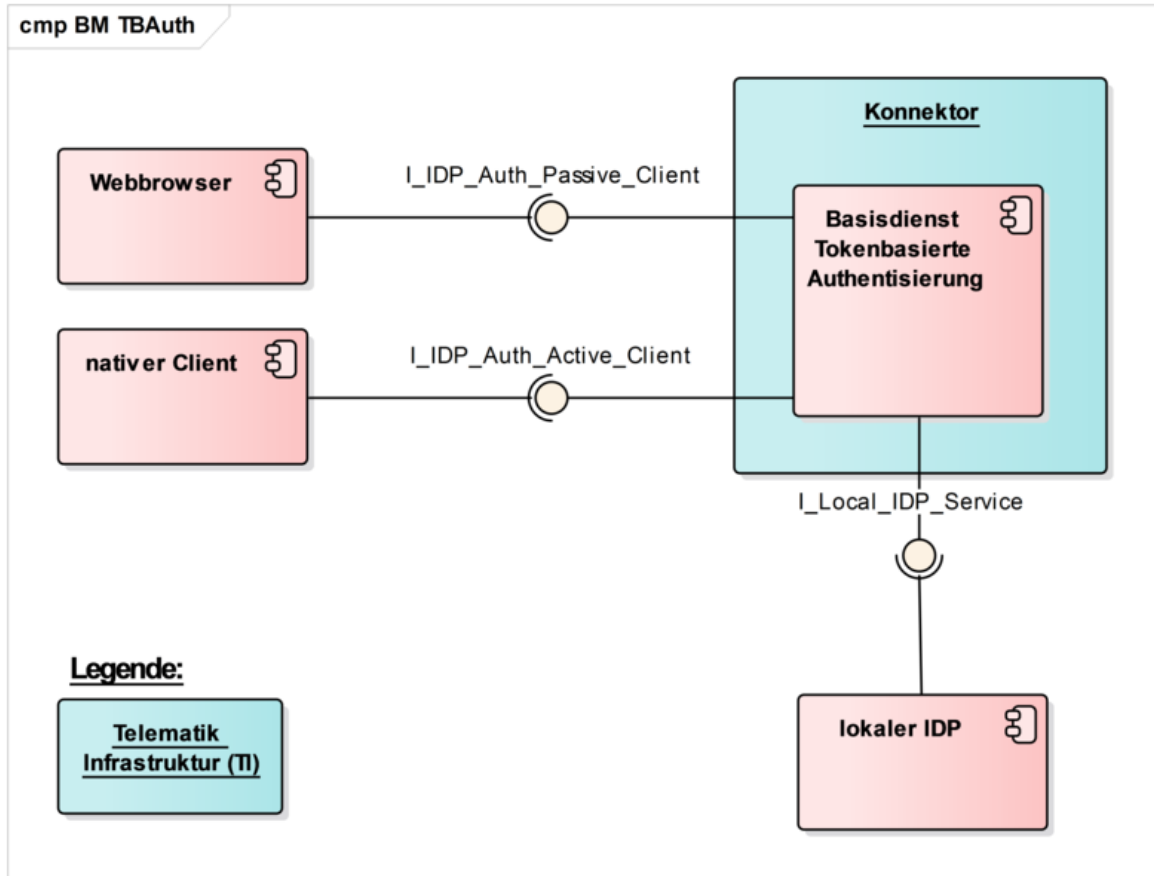 cmp BM TBAuth
Konnektor
Webbrowser
I_IDP_Auth_Passive_Client
Basisdienst
Tokenbasierte
Authentisierung
nativer Client
I_IDP_Auth_Active_Client
I_Local_IDP_Service
Legende:
Telematik
Infrastruktur (TI)
lokaler IDP